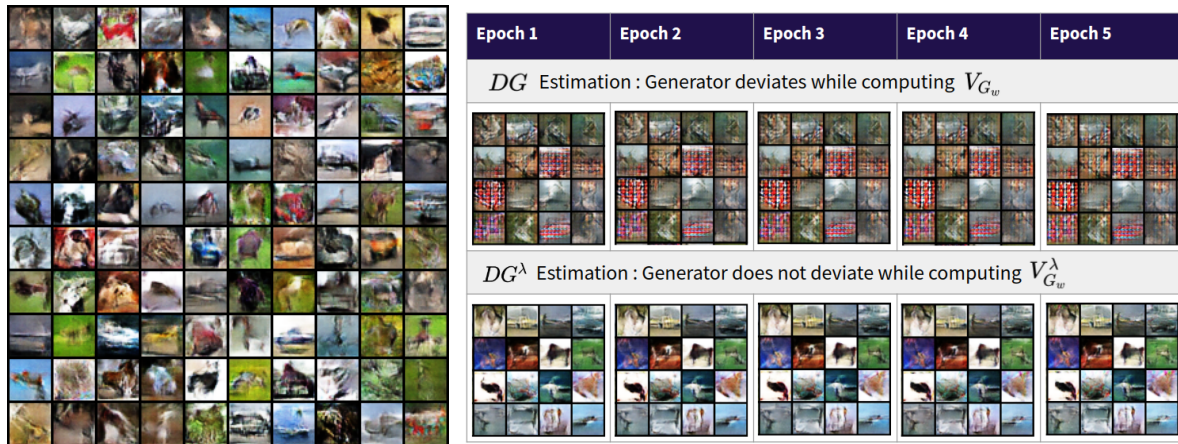 Epoch 1 Epoch 2 Epoch 3 Epoch 4 Epoch 5
DG Estimation : Generator deviates while computing V_{G_w}
DG^λ Estimation : Generator does not deviate while computing V^λ_{G_w}